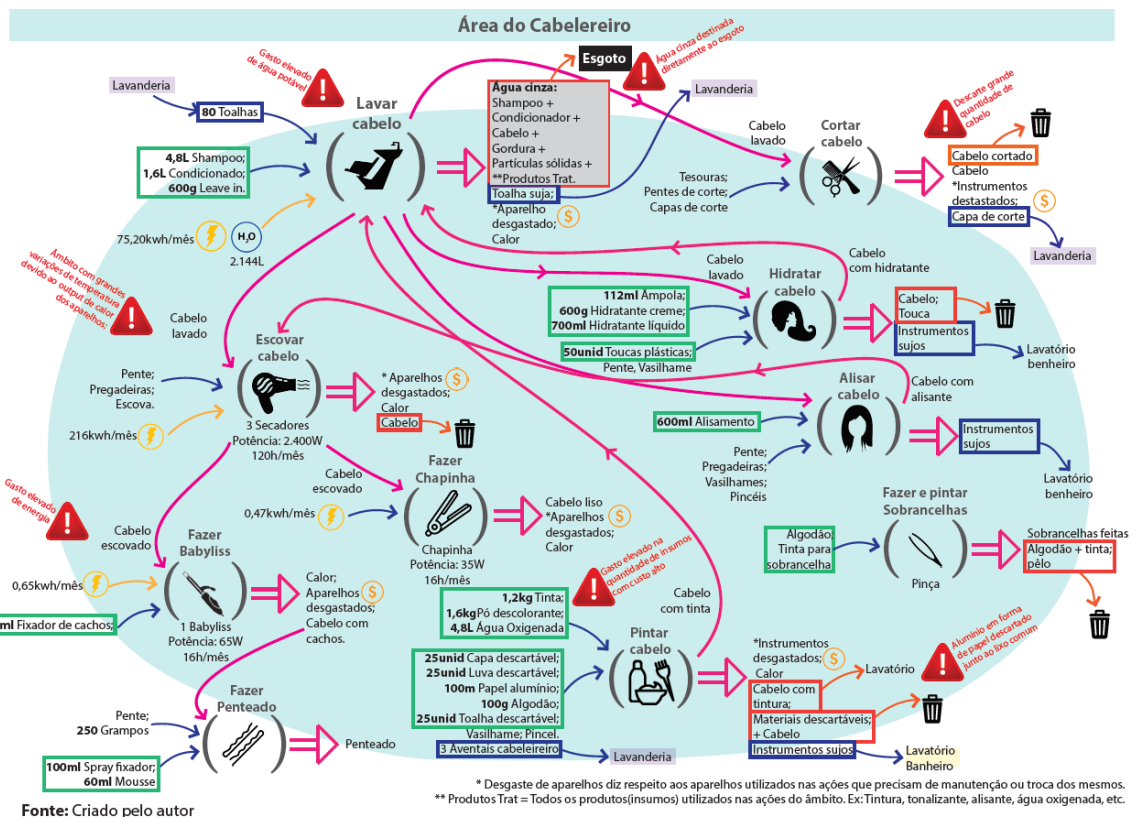 Área do Cabelereiro
Gasto elevado
de água potável
Lavanderia
80 Toalhas
4,8L Shampoo;
1,6L Condicionado;
600g Leave in.
75,20kwh/mês
H₂O
2.144L
Lavar
cabelo
Esgoto
Água cinza destinada
diretamente ao esgoto
Água cinza:
Shampoo +
Condicionador +
Cabelo +
Gordura +
Partículas sólidas +
**Produtos Trat.
Toalha suja;
*Aparelho
desgastado;
Calor
$
Lavanderia
Cabelo
lavado
Tesouras;
Pentes de corte;
Capas de corte
Cortar
cabelo
Descarte grande
quantidade de
cabelo
Cabelo cortado
Cabelo
*Instrumentos
destastados;
$
Capa de corte
Lavanderia
Âmbito com grandes
variações de temperatura
devido ao output de calor
dos aparelhos;
Cabelo
lavado
Escovar
cabelo
Pente;
Pregadeiras;
Escova.
216kwh/mês
3 Secadores
Potência: 2.400W
120h/mês
* Aparelhos
desgastados;
$
Calor
Cabelo
Cabelo
lavado
Hidratar
cabelo
Cabelo
com hidratante
112ml Âmpola;
600g Hidratante creme;
700ml Hidratante líquido
50unid Toucas plásticas;
Pente, Vasilhame
Cabelo;
Touca
Instrumentos
sujos
Lavatório
benheiro
Alisar
cabelo
Cabelo com
alisante
600ml Alisamento
Pente;
Pregadeiras;
Vasilhames;
Pincéis
Instrumentos
sujos
Lavatório
benheiro
Cabelo
escovado
Fazer
Chapinha
0,47kwh/mês
Chapinha
Potência: 35W
16h/mês
Cabelo liso
*Aparelhos
desgastados;
$
Calor
Fazer e pintar
Sobrancelhas
Algodão;
Tinta para
sobrancelha
Pinça
Sobrancelhas feitas
Algodão + tinta;
pêlo
Gasto elevado
de energia
Cabelo
escovado
Fazer
Babyliss
0,65kwh/mês
ml Fixador de cachos;
1 Babyliss
Potência: 65W
16h/mês
Calor;
Aparelhos
desgastados;
$
Cabelo com
cachos.
Gasto elevado na
quantidade de insumos
com custo alto
Cabelo
com tinta
1,2kg Tinta;
1,6kgPó descolorante;
4,8L Água Oxigenada
Pintar
cabelo
25unid Capa descartável;
25unid Luva descartável;
100m Papel alumínio;
100g Algodão;
25unid Toalha descartável;
Vasilhame; Pincel.
3 Aventais cabeleireiro
Lavanderia
*Instrumentos
desgastados;
$
Calor
Cabelo com
tintura;
Materiais descartáveis;
+ Cabelo
Instrumentos sujos
Lavatório
Alumínio em forma
de papel descartado
junto ao lixo comum
Lavatório
Banheiro
Fazer
Penteado
Pente;
250 Grampos
100ml Spray fixador;
60ml Mousse
Penteado
* Desgaste de aparelhos diz respeito aos aparelhos utilizados nas ações que precisam de manutenção ou troca dos mesmos.
** Produtos Trat = Todos os produtos(insumos) utilizados nas ações do âmbito. Ex: Tintura, tonalizante, alisante, água oxigenada, etc.
Fonte: Criado pelo autor